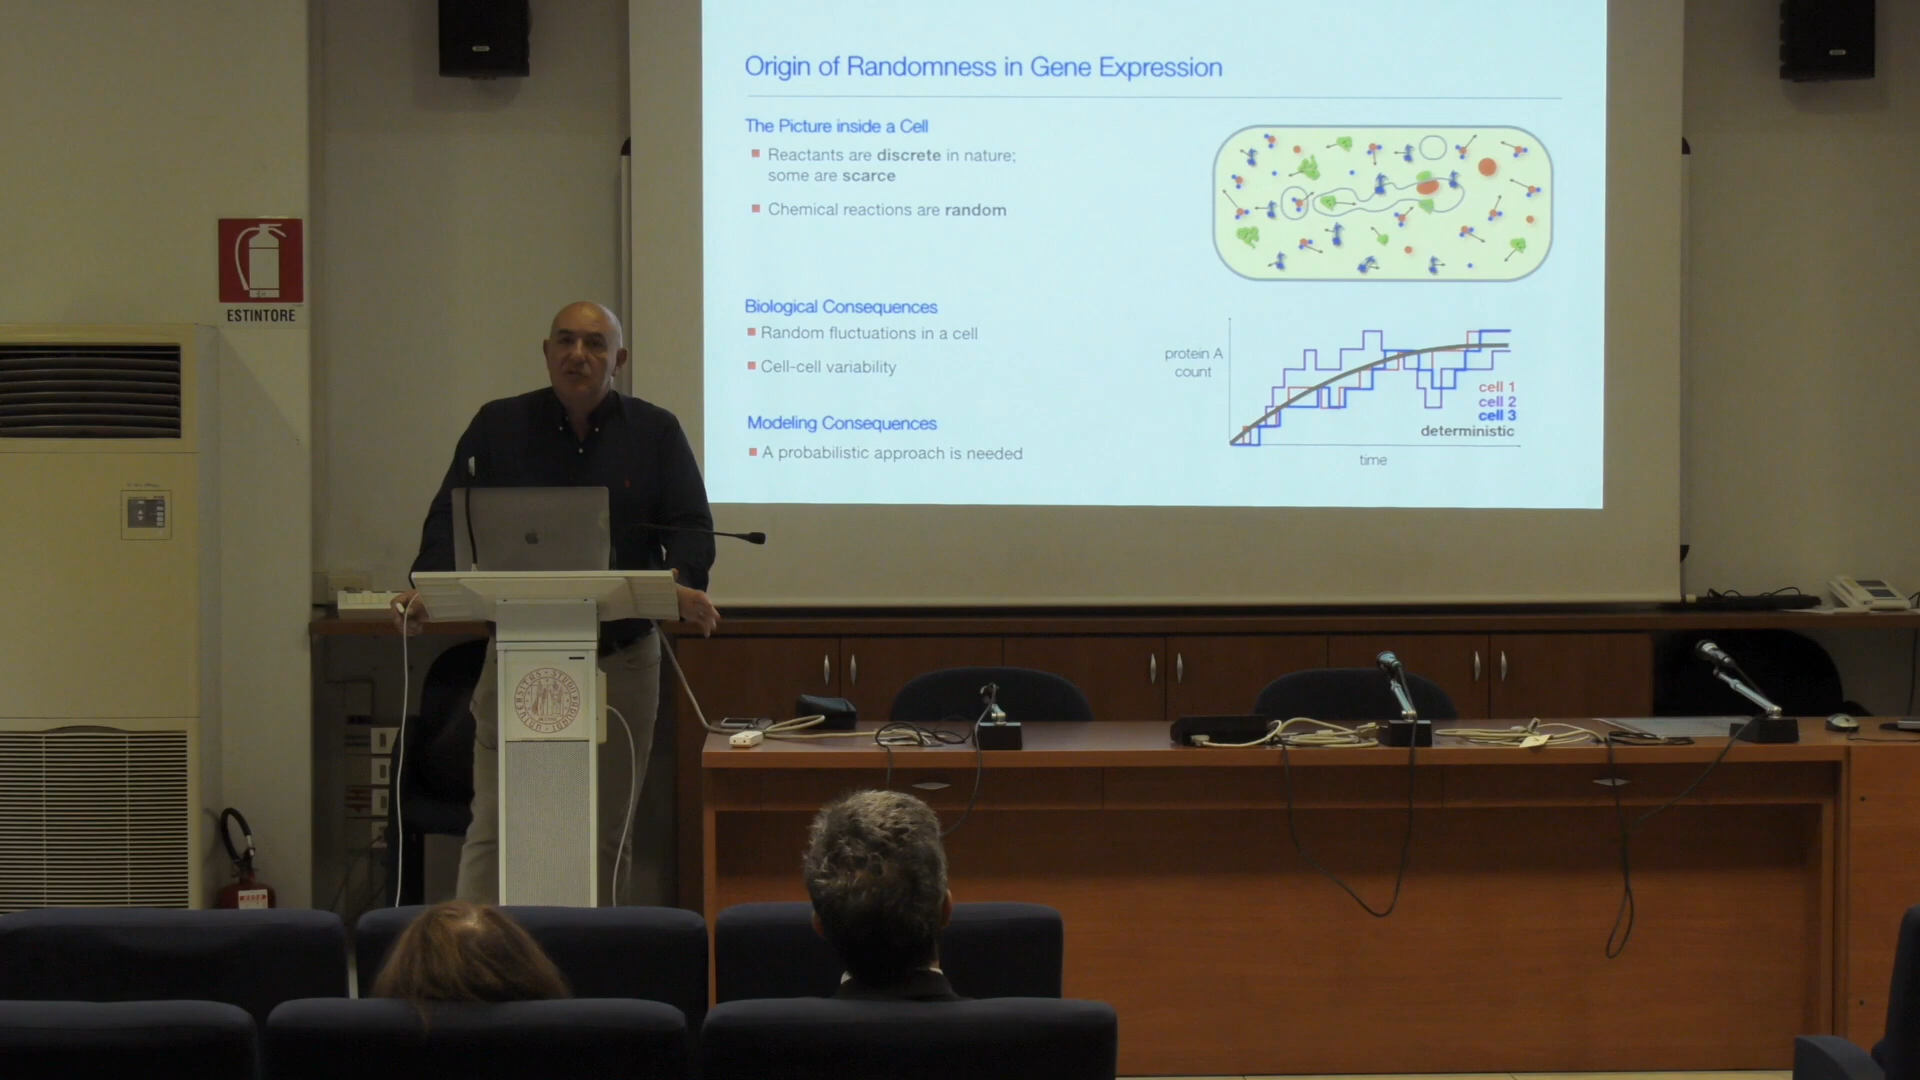 Origin of Randomness in Gene Expression
The Picture inside a Cell
Reactants are discrete in nature;
some are scarce
Chemical reactions are random
Biological Consequences
Random fluctuations in a cell
Cell-cell variability
Modeling Consequences
A probabilistic approach is needed
protein A
count
cell 1
cell 2
cell 3
deterministic
time
ESTINTORE